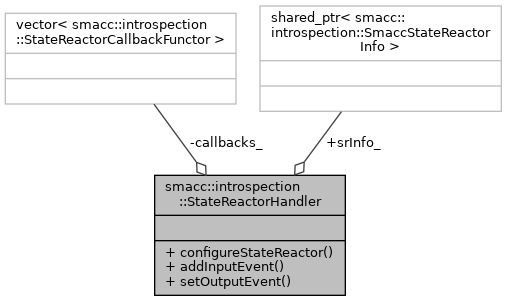 vector< smacc::introspection
::StateReactorCallbackFunctor >
shared_ptr< smacc::
introspection::SmaccStateReactor
Info >
-callbacks_
+srInfo_
smacc::introspection
::StateReactorHandler
+ configureStateReactor()
+ addInputEvent()
+ setOutputEvent()